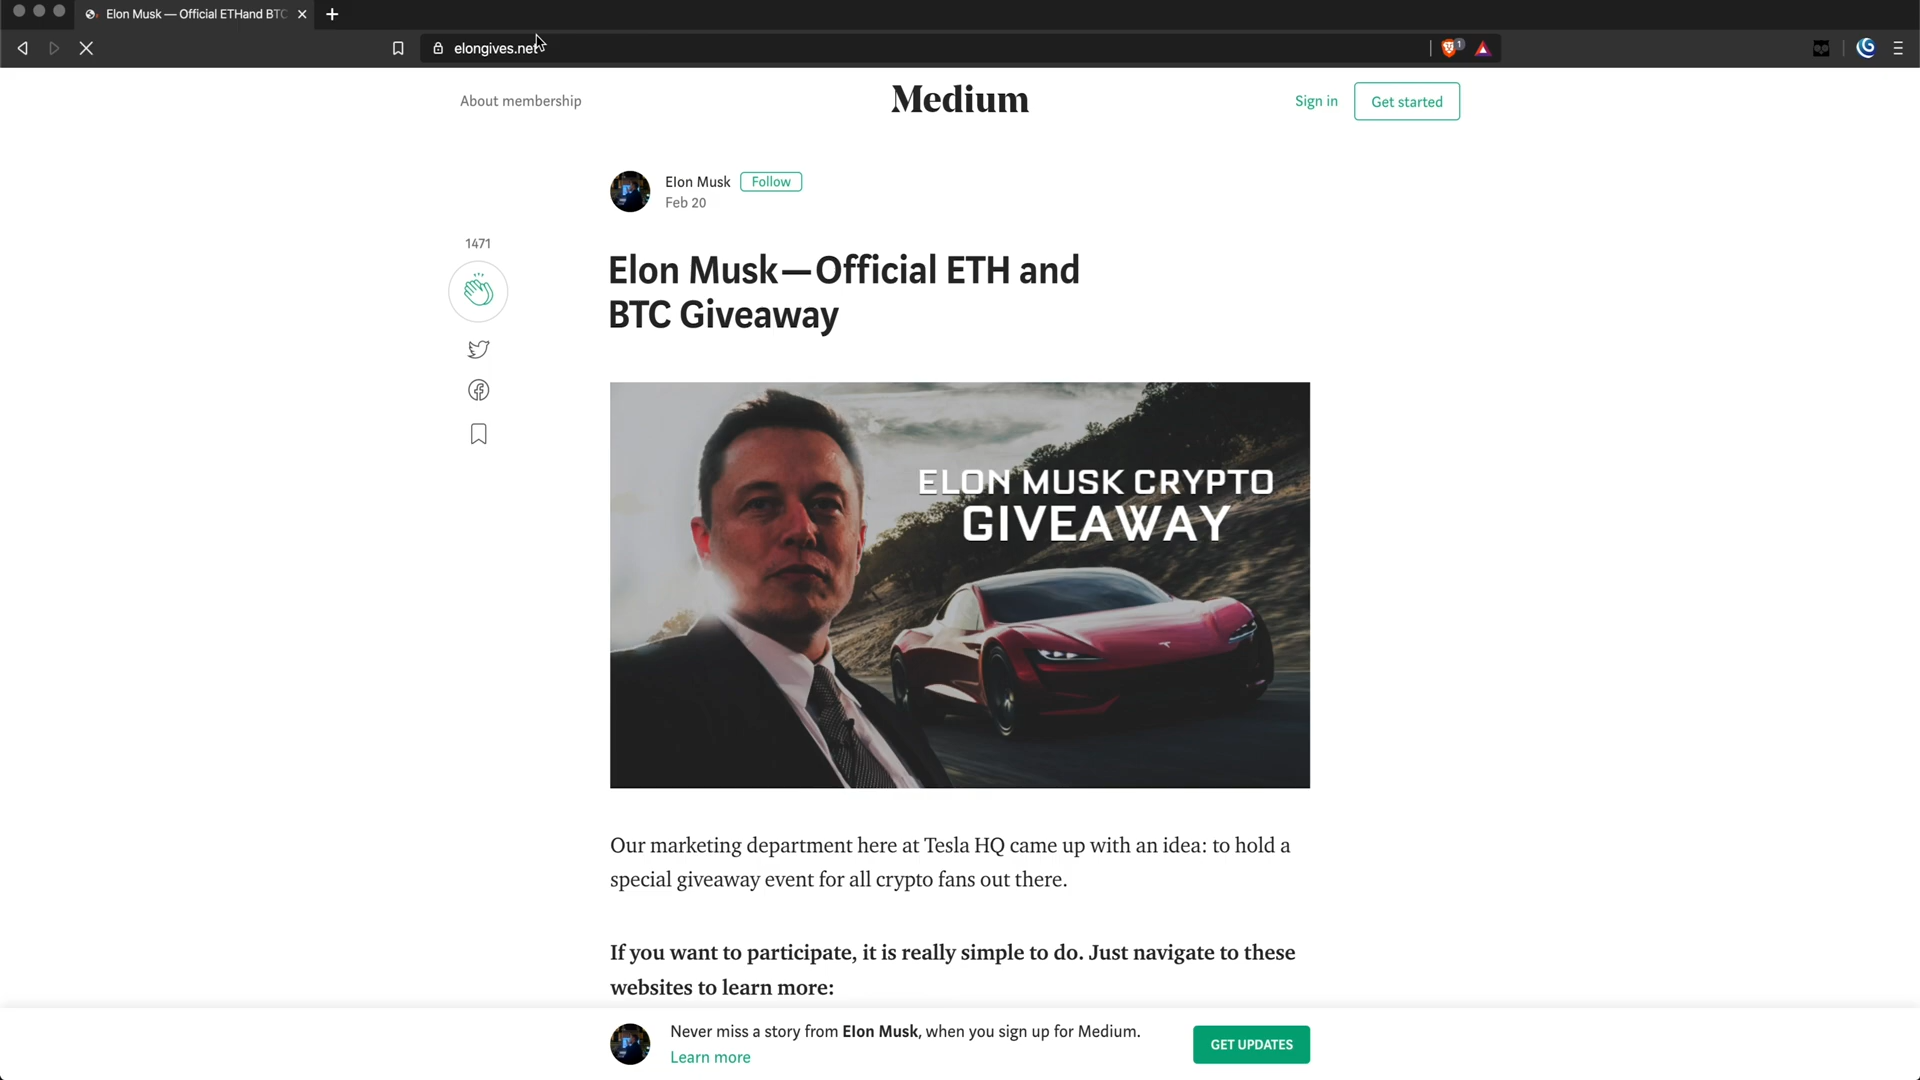 Elon Musk — Official ETHand BTC
elongives.net
1
About membership
Medium
Sign in
Get started
Elon Musk
Follow
Feb 20
1471
Elon Musk—Official ETH and
BTC Giveaway
ELON MUSK CRYPTO
GIVEAWAY
Our marketing department here at Tesla HQ came up with an idea: to hold a
special giveaway event for all crypto fans out there.
If you want to participate, it is really simple to do. Just navigate to these
websites to learn more:
Never miss a story from Elon Musk, when you sign up for Medium.
Learn more
GET UPDATES